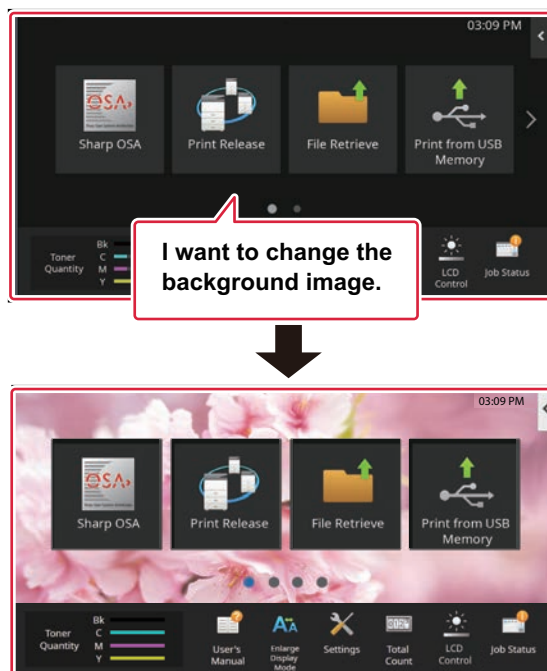 03:09 PM
OSA
Sharp OSA
Print Release
File Retrieve
Print from USB
Memory
Toner
Quantity
Bk
C
M
Y
I want to change the
background image.
LCD
Control
Job Status
03:09 PM
OSA
Sharp OSA
Print Release
File Retrieve
Print from USB
Memory
Toner
Quantity
Bk
C
M
Y
User's
Manual
Enlarge
Display
Mode
Settings
Total
Count
LCD
Control
Job Status